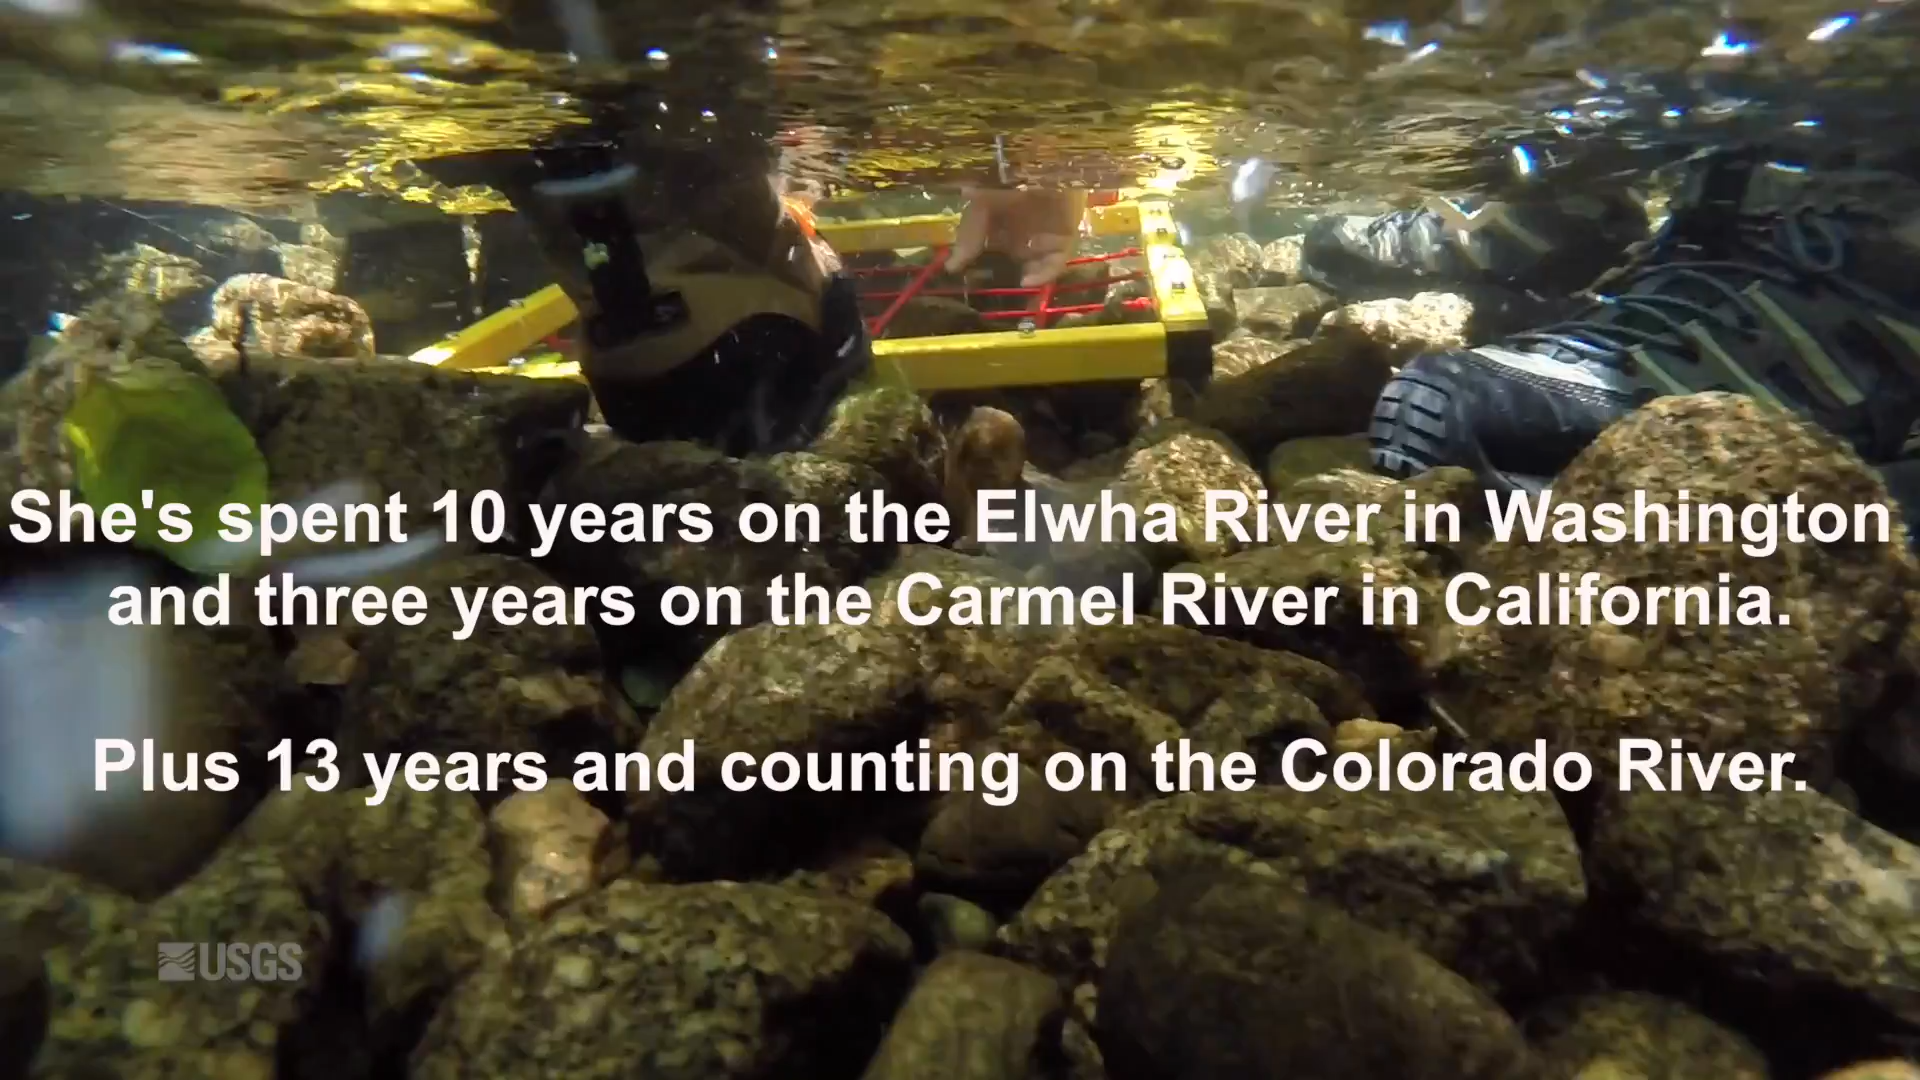 She's spent 10 years on the Elwha River in Washington
and three years on the Carmel River in California.
Plus 13 years and counting on the Colorado River.
USGS